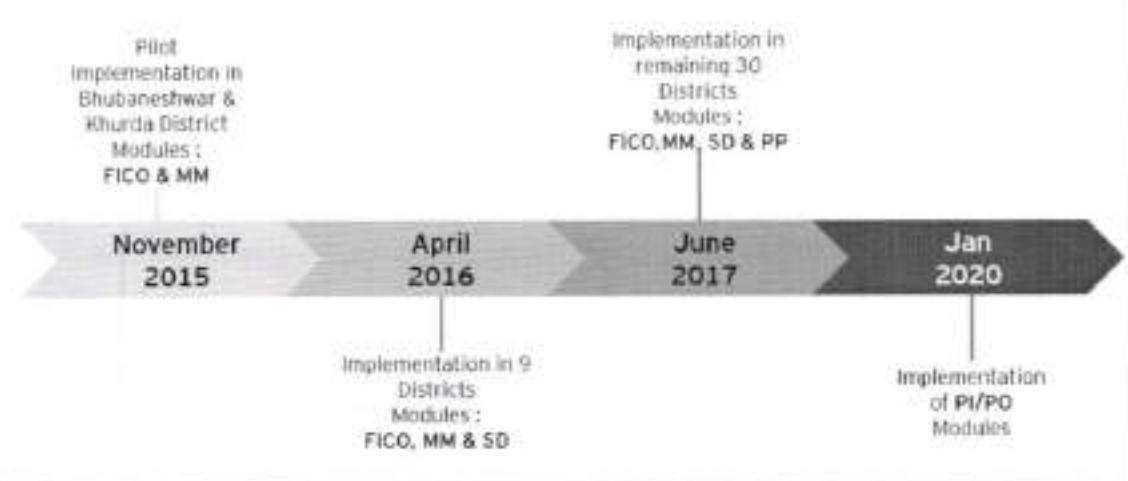 Pilot
Implementation in
Bhubaneshwar &
Khurda District
Modules :
FICO & MM
Implementation in
remaining 30
Districts
Modules :
FICO,MM, SD & PP
November
2015
April
2016
June
2017
Jan
2020
Implementation in 9
Districts
Modules :
FICO, MM & SD
Implementation
of PI/PO
Modules